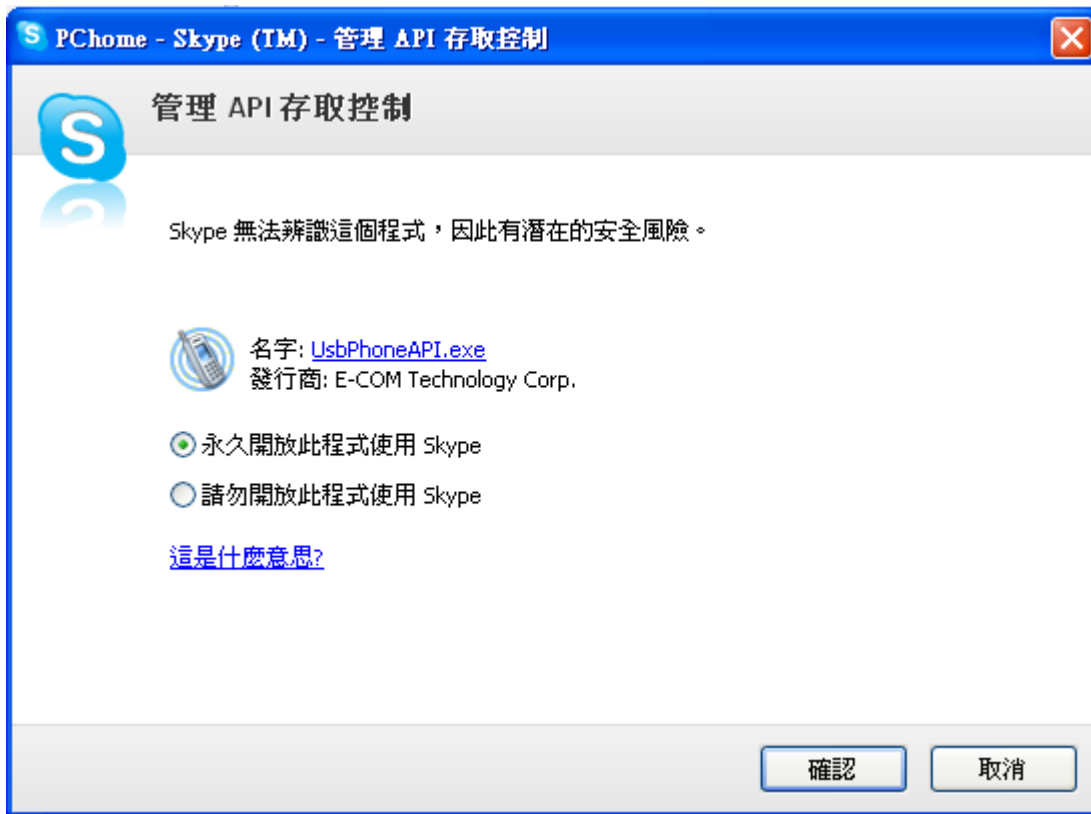 PChome - Skype (TM) - 管理 API 存取控制
管理 API 存取控制
Skype 無法辨識這個程式，因此有潛在的安全風險。
名字: UsbPhoneAPI.exe
發行商: E-COM Technology Corp.
永久開放此程式使用 Skype
請勿開放此程式使用 Skype
這是什麼意思?
確認 取消